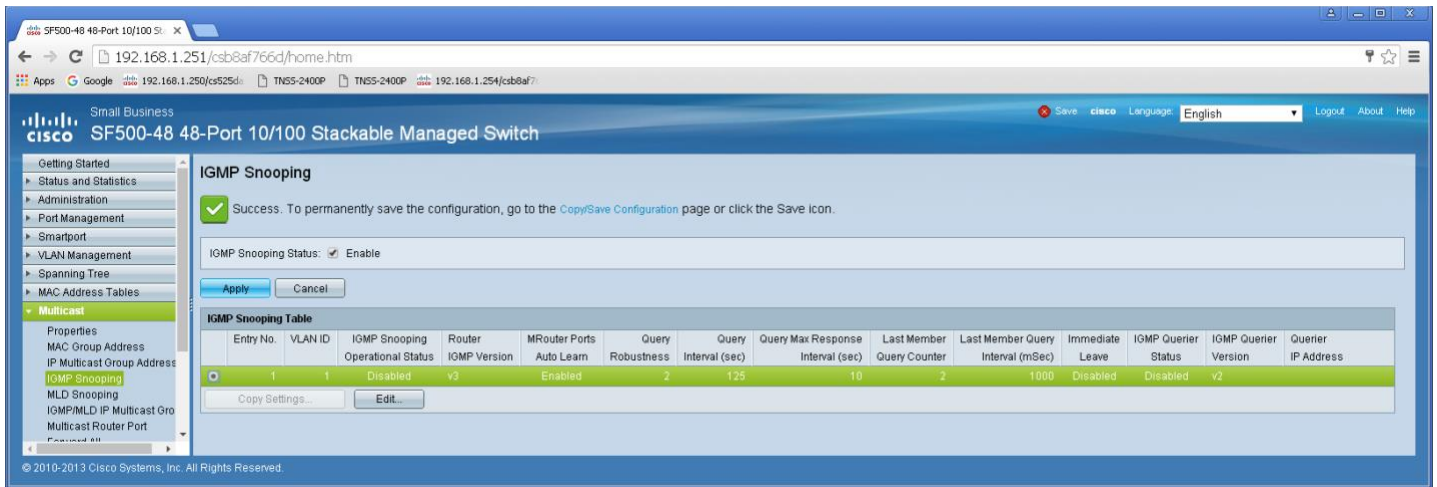 SF500-48 48-Port 10/100 St
192.168.1.251/csb8af766d/home.htm
Apps Google 192.168.1.250/cs525d TN5S-2400P TN5S-2400P 192.168.1.254/csb8af7
Small Business
CISCO SF500-48 48-Port 10/100 Stackable Managed Switch
Save cisco Language: English Logout About Help
Getting Started
Status and Statistics
Administration
Port Management
Smartport
VLAN Management
Spanning Tree
MAC Address Tables
Multicast
Properties
MAC Group Address
IP Multicast Group Address
IGMP Snooping
MLD Snooping
IGMP/MLD IP Multicast Gro
Multicast Router Port
Forward All
IGMP Snooping
Success. To permanently save the configuration, go to the Copy/Save Configuration page or click the Save icon.
IGMP Snooping Status: Enable
Apply Cancel
IGMP Snooping Table
Entry No. VLAN ID IGMP Snooping Router MRouter Ports Query Query Query Max Response Last Member Last Member Query Immediate IGMP Querier IGMP Querier Querier
Operational Status IGMP Version Auto Learn Robustness Interval (sec) Interval (sec) Query Counter Interval (mSec) Leave Status Version IP Address
1 1 Disabled v3 Enabled 2 125 10 2 1000 Disabled Disabled v2
Copy Settings... Edit...
© 2010-2013 Cisco Systems, Inc. All Rights Reserved.